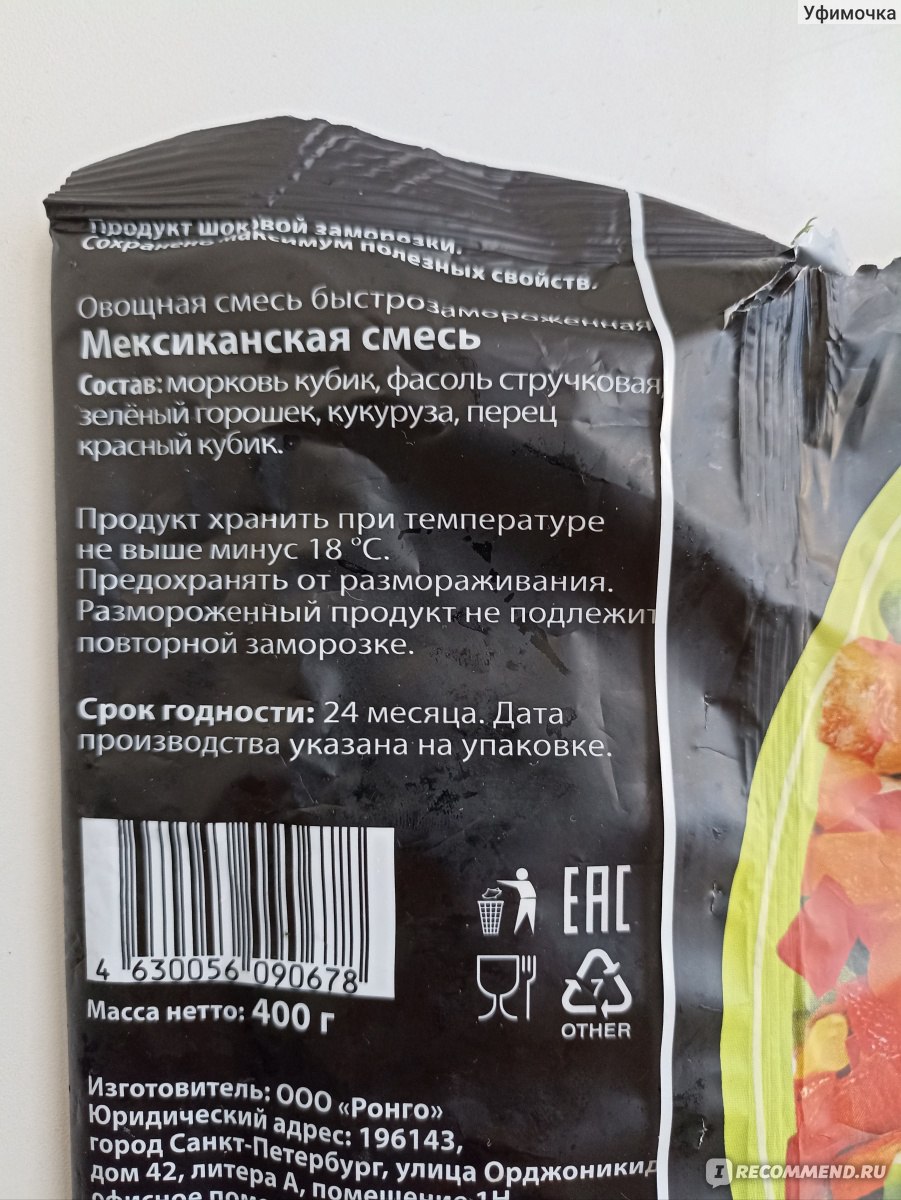 Уфимочка
Продукт шоковой заморозки.
Сохранено максимум полезных свойств.
Овощная смесь быстрозамороженная
Мексиканская смесь
Состав: морковь кубик, фасоль стручковая,
зелёный горошек, кукуруза, перец
красный кубик.
Продукт хранить при температуре
не выше минус 18 °С.
Предохранять от размораживания.
Размороженный продукт не подлежит
повторной заморозке.
Срок годности: 24 месяца. Дата
производства указана на упаковке.
4 630056 090678
Масса нетто: 400 г
EAC
7
OTHER
Изготовитель: ООО «Ронго»
Юридический адрес: 196143,
город Санкт-Петербург, улица Орджоникид
дом 42, литера А, помещение 1Н
офисное
I RECOMMEND.RU